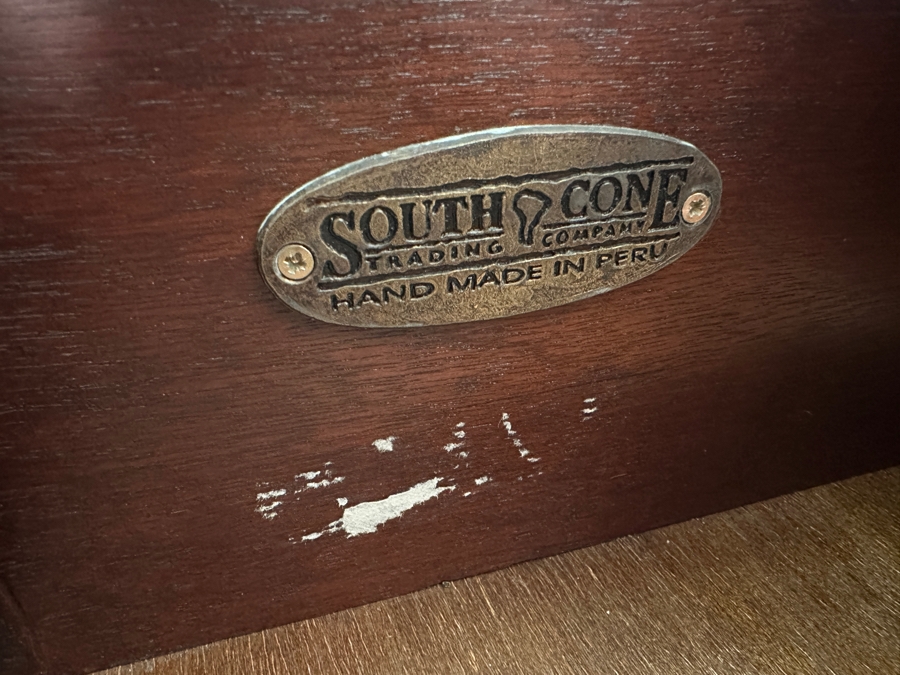 SOUTH CONE
TRADING COMPANY
HAND MADE IN PERU